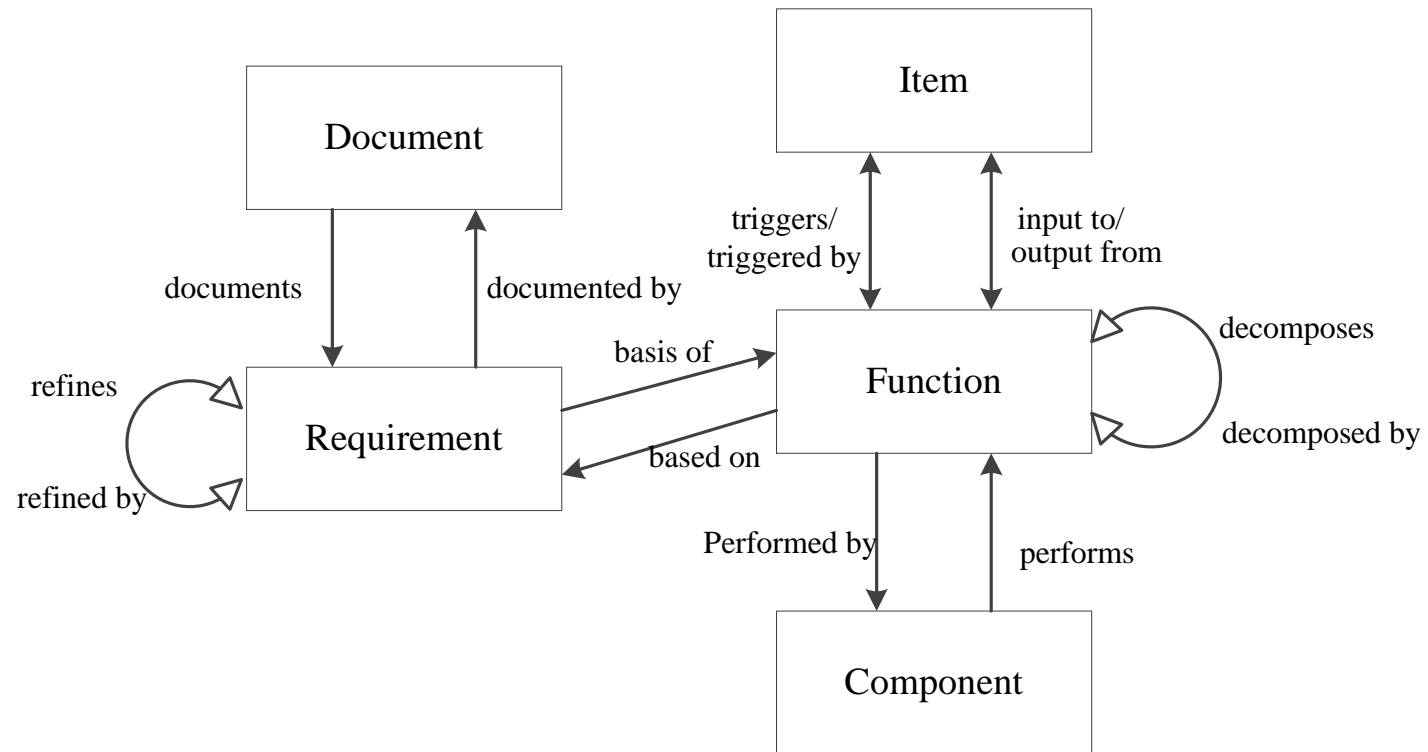 Item
Document
triggers/
triggered by
input to/
output from
documents
documented by
decomposes
basis of
refines
Function
Requirement
decomposed by
based on
refined by
Performed by
performs
Component